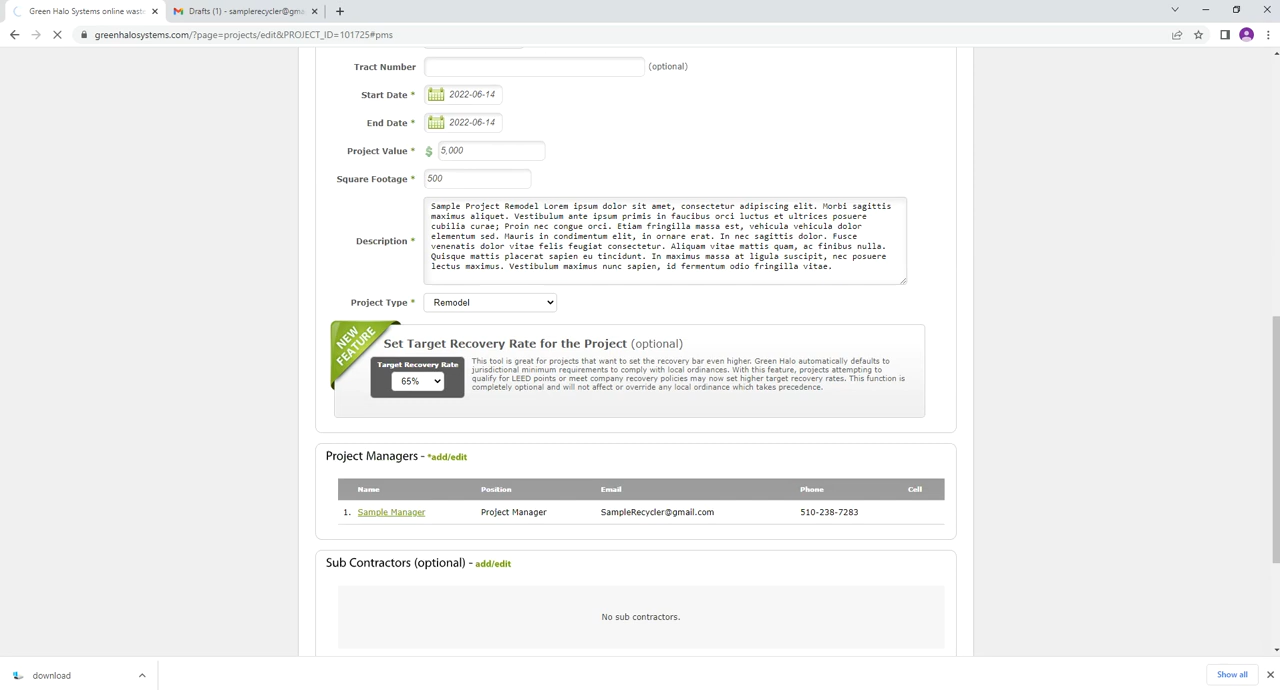 Green Halo Systems online wast
Drafts (1) - samplerecycler@gma
greenhalosystems.com/?page=projects/edit&PROJECT_ID=101725#pms
Tract Number (optional)
Start Date * 2022-06-14
End Date * 2022-06-14
Project Value * $ 5,000
Square Footage * 500
Description *
Sample Project Remodel Lorem ipsum dolor sit amet, consectetur adipiscing elit. Morbi sagittis
maximus aliquet. Vestibulum ante ipsum primis in faucibus orci luctus et ultrices posuere
cubilia curae; Proin nec congue orci. Etiam fringilla massa est, vehicula vehicula dolor
elementum sed. Mauris in condimentum elit, in ornare erat. In nec sagittis dolor. Fusce
venenatis dolor vitae felis feugiat consectetur. Aliquam vitae mattis quam, ac finibus nulla.
Quisque mattis placerat sapien eu tincidunt. In maximus massa at ligula suscipit, nec posuere
lectus maximus. Vestibulum maximus nunc sapien, id fermentum odio fringilla vitae.
Project Type * Remodel
NEW
FEATURE
Set Target Recovery Rate for the Project (optional)
Target Recovery Rate
65%
This tool is great for projects that want to set the recovery bar even higher. Green Halo automatically defaults to
jurisdictional minimum requirements to comply with local ordinances. With this feature, projects attempting to
qualify for LEED points or meet company recovery policies may now set higher target recovery rates. This function is
completely optional and will not affect or override any local ordinance which takes precedence.
Project Managers - *add/edit
Name Position Email Phone Cell
1. Sample Manager Project Manager SampleRecycler@gmail.com 510-238-7283
Sub Contractors (optional) - add/edit
No sub contractors.
download
Show all